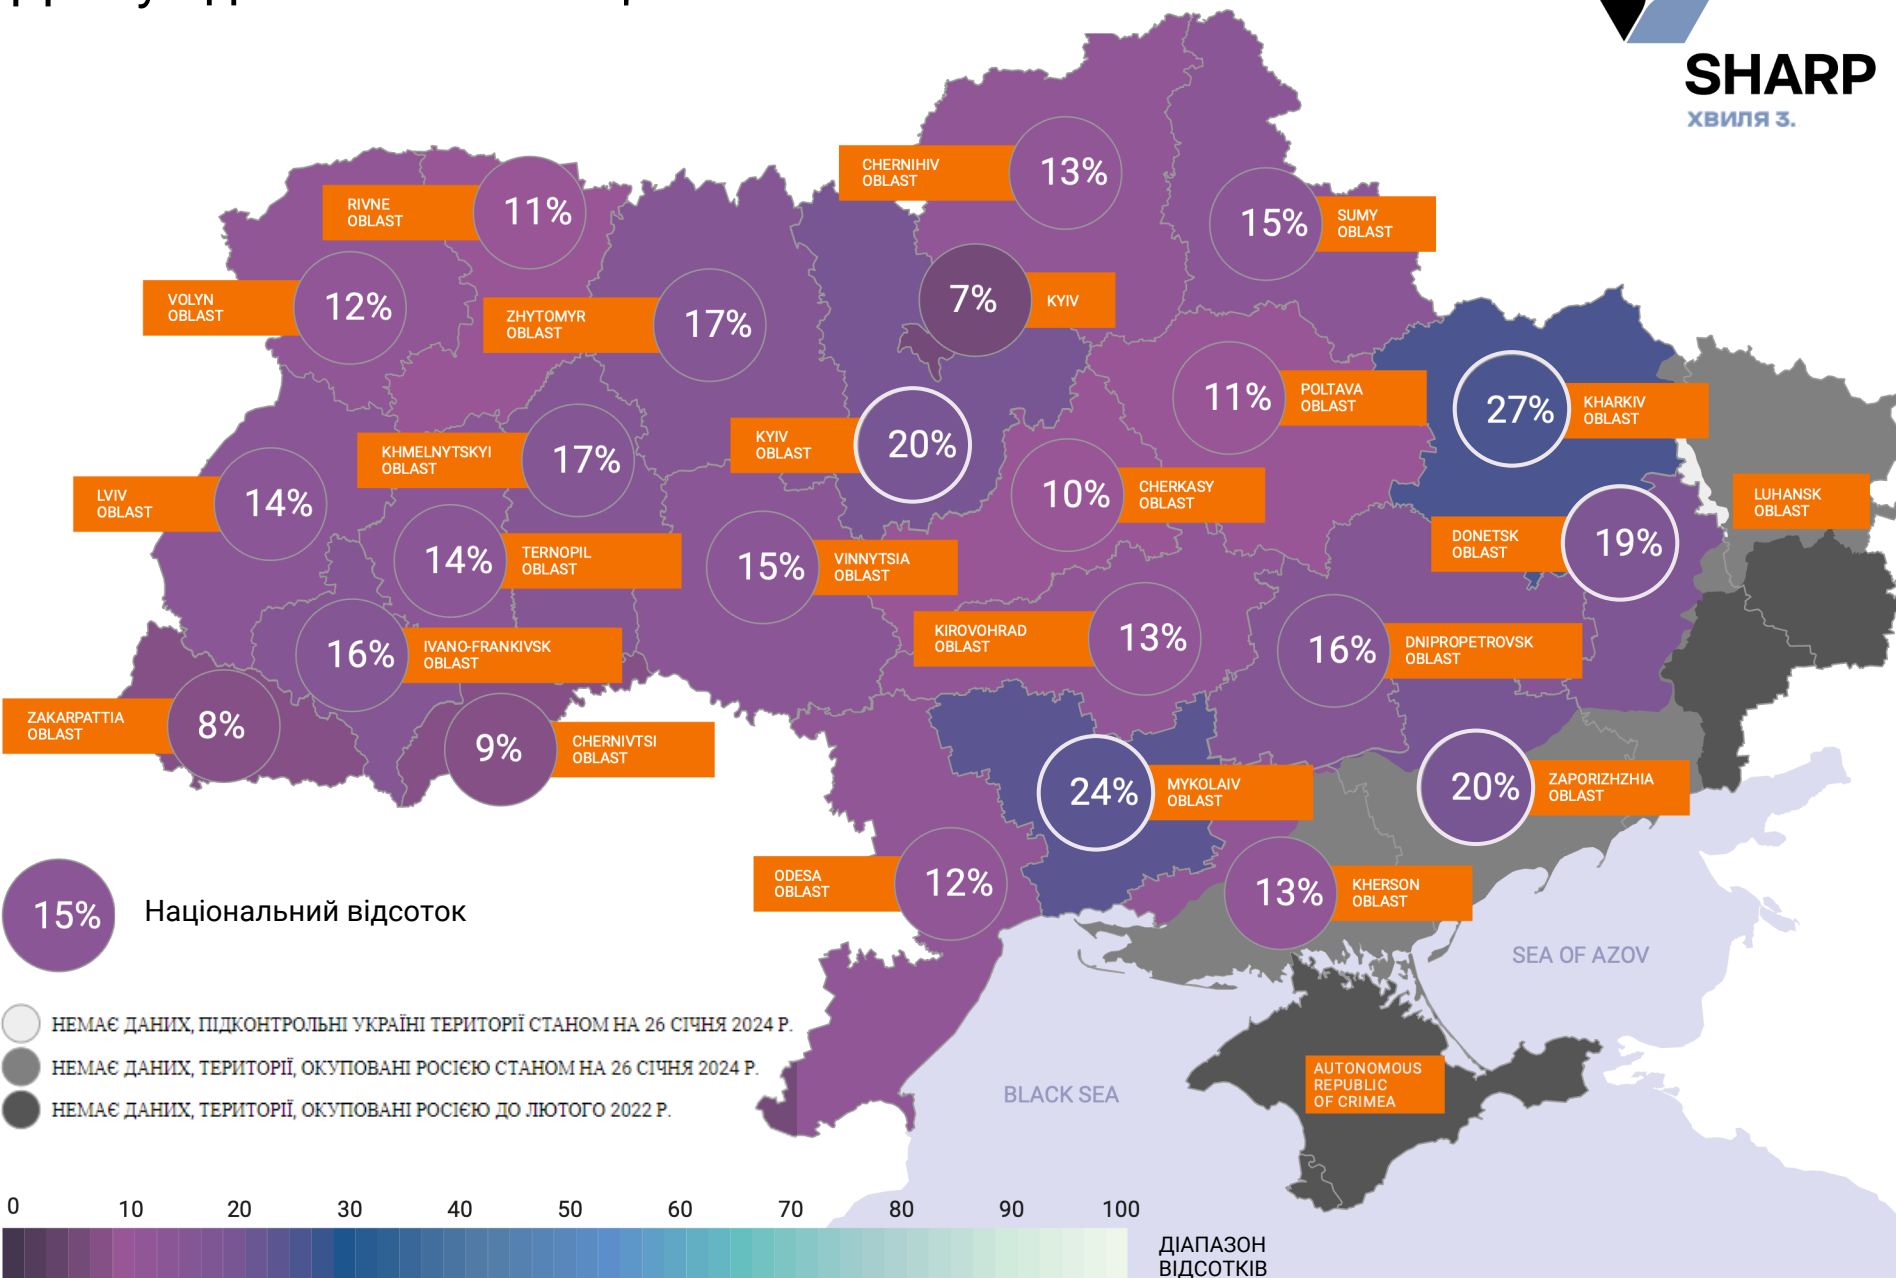 SHARP
ХВИЛЯ 3.
CHERNIHIV
OBLAST
13%
RIVNE
OBLAST
11%
15%
SUMY
OBLAST
VOLYN
OBLAST
12%
ZHYTOMYR
OBLAST
17%
7%
KYIV
11%
POLTAVA
OBLAST
27%
KHARKIV
OBLAST
KHMELNYTSKYI
OBLAST
17%
KYIV
OBLAST
20%
LVIV
OBLAST
14%
10%
CHERKASY
OBLAST
LUHANSK
OBLAST
DONETSK
OBLAST
19%
14%
TERNOPIL
OBLAST
15%
VINNYTSIA
OBLAST
KIROVOHRAD
OBLAST
13%
16%
DNIPROPETROVSK
OBLAST
16%
IVANO-FRANKIVSK
OBLAST
ZAKARPATTIA
OBLAST
8%
9%
CHERNIVTSI
OBLAST
24%
MYKOLAIV
OBLAST
20%
ZAPORIZHZHIA
OBLAST
ODESA
OBLAST
12%
13%
KHERSON
OBLAST
15%
Національний відсоток
SEA OF AZOV
НЕМАЄ ДАНИХ, ПІДКОНТРОЛЬНІ УКРАЇНІ ТЕРИТОРІЇ СТАНОМ НА 26 СІЧНЯ 2024 Р.
НЕМАЄ ДАНИХ, ТЕРИТОРІЇ, ОКУПОВАНІ РОСІЄЮ СТАНОМ НА 26 СІЧНЯ 2024 Р.
НЕМАЄ ДАНИХ, ТЕРИТОРІЇ, ОКУПОВАНІ РОСІЄЮ ДО ЛЮТОГО 2022 Р.
BLACK SEA
AUTONOMOUS
REPUBLIC
OF CRIMEA
0 10 20 30 40 50 60 70 80 90 100
ДІАПАЗОН
ВІДСОТКІВ